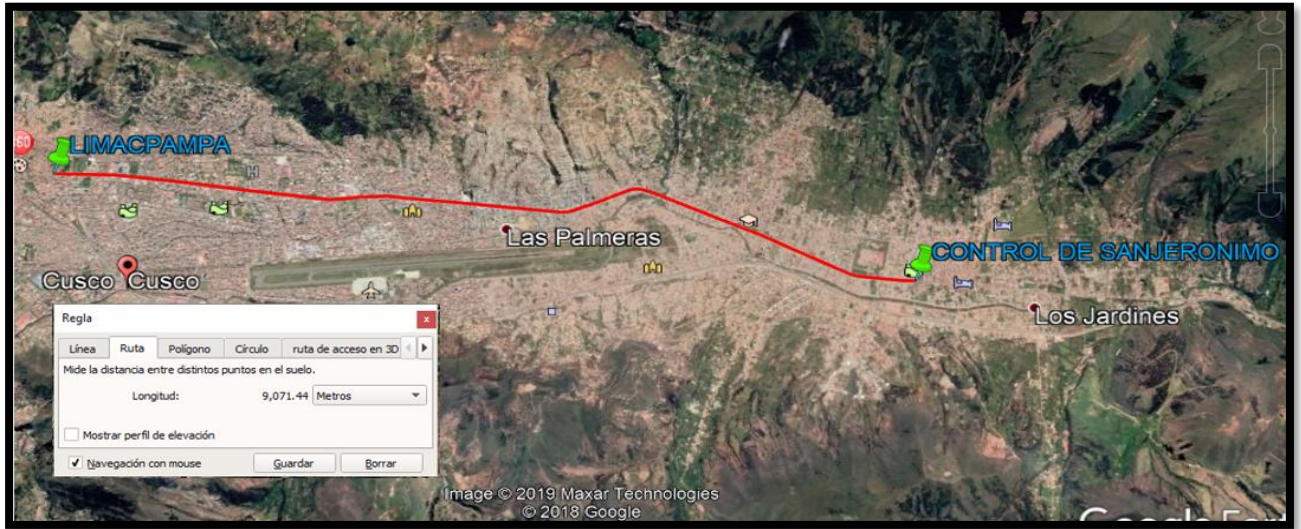 LIMACPAMPA
Las Palmeras
CONTROL DE SANJERONIMO
Cusco Cusco
Los Jardines
Regla
Línea Ruta Polígono Círculo ruta de acceso en 3D
Mide la distancia entre distintos puntos en el suelo.
Longitud: 9,071.44 Metros
Mostrar perfil de elevación
Navegación con mouse Guardar Borrar
Image © 2019 Maxar Technologies
© 2018 Google